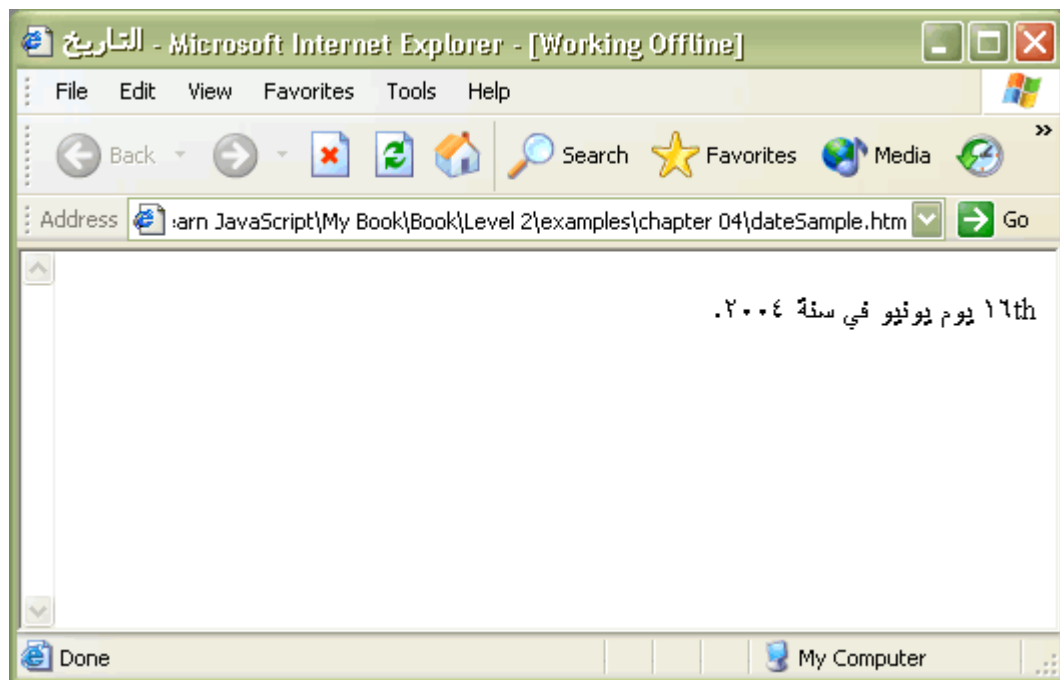 التاريخ - Microsoft Internet Explorer - [Working Offline]
File Edit View Favorites Tools Help
Back Search Favorites Media »
Address :arn JavaScript\My Book\Book\Level 2\examples\chapter 04\dateSample.htm Go
١٦th يوم يونيو في سنة ٢٠٠٤.
Done My Computer